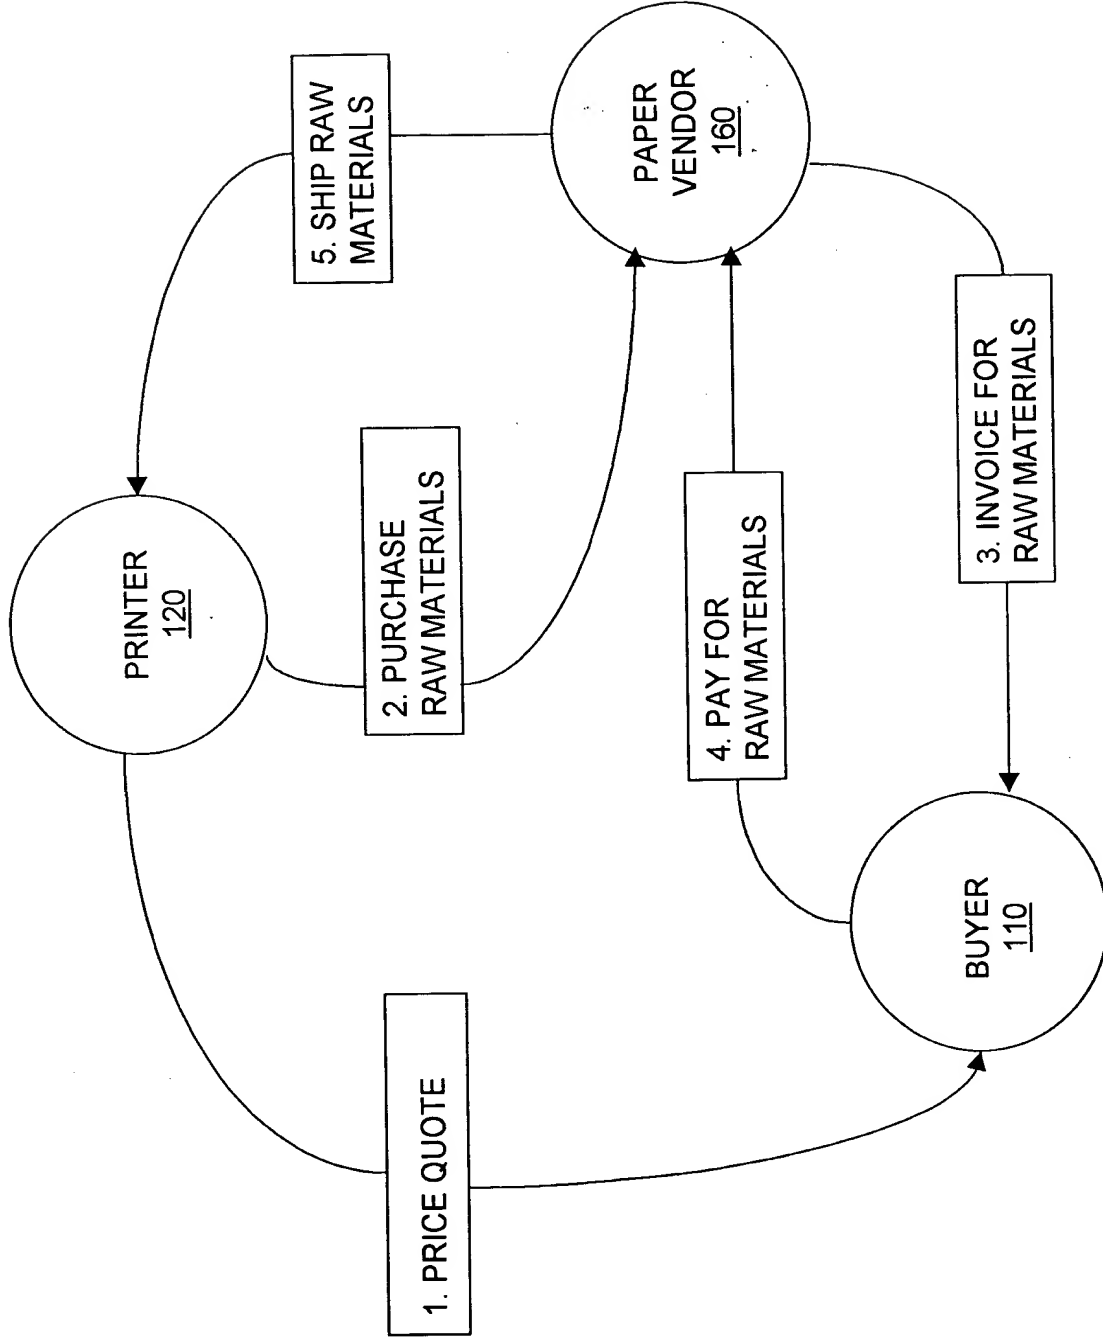 PRINTER
120
1. PRICE QUOTE
2. PURCHASE
RAW MATERIALS
5. SHIP RAW
MATERIALS
4. PAY FOR
RAW MATERIALS
PAPER
VENDOR
160
BUYER
110
3. INVOICE FOR
RAW MATERIALS